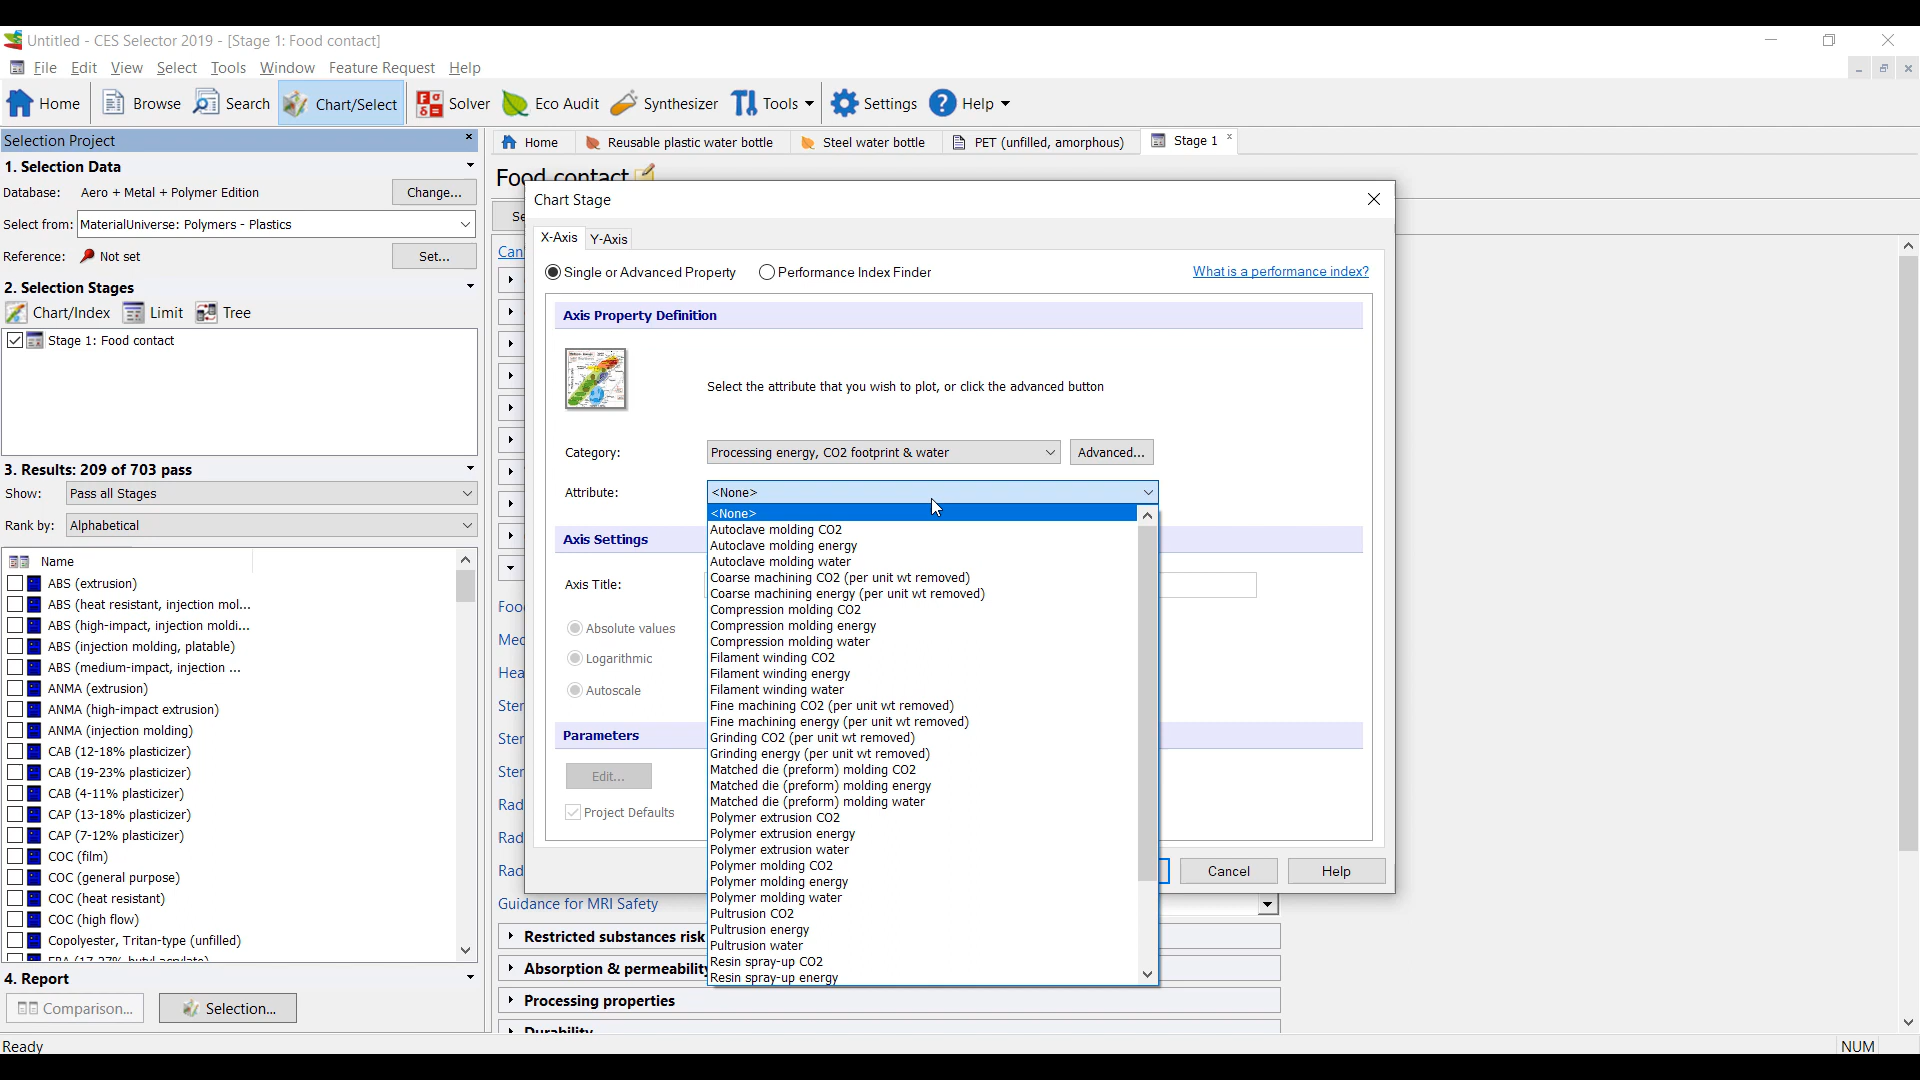 Untitled - CES Selector 2019 - [Stage 1: Food contact]
File Edit View Select Tools Window Feature Request Help
Home Browse Search Chart/Select Solver Eco Audit Synthesizer Tools Settings Help
Selection Project
Home Reusable plastic water bottle Steel water bottle PET (unfilled, amorphous) Stage 1
1. Selection Data
Database: Aero + Metal + Polymer Edition Change...
Select from: MaterialUniverse: Polymers - Plastics
Reference: Not set Set...
2. Selection Stages
Chart/Index Limit Tree
Stage 1: Food contact
3. Results: 209 of 703 pass
Show: Pass all Stages
Rank by: Alphabetical
Name
ABS (extrusion)
ABS (heat resistant, injection mol...
ABS (high-impact, injection moldi...
ABS (injection molding, platable)
ABS (medium-impact, injection ...
ANMA (extrusion)
ANMA (high-impact extrusion)
ANMA (injection molding)
CAB (12-18% plasticizer)
CAB (19-23% plasticizer)
CAB (4-11% plasticizer)
CAP (13-18% plasticizer)
CAP (7-12% plasticizer)
COC (film)
COC (general purpose)
COC (heat resistant)
COC (high flow)
Copolyester, Tritan-type (unfilled)
4. Report
Comparison... Selection...
Ready
Food contact
Chart Stage
X-Axis Y-Axis
Single or Advanced Property Performance Index Finder What is a performance index?
Axis Property Definition
Select the attribute that you wish to plot, or click the advanced button
Category: Processing energy, CO2 footprint & water Advanced...
Attribute: <None>
<None>
Autoclave molding CO2
Autoclave molding energy
Autoclave molding water
Coarse machining CO2 (per unit wt removed)
Coarse machining energy (per unit wt removed)
Compression molding CO2
Compression molding energy
Compression molding water
Filament winding CO2
Filament winding energy
Filament winding water
Fine machining CO2 (per unit wt removed)
Fine machining energy (per unit wt removed)
Grinding CO2 (per unit wt removed)
Grinding energy (per unit wt removed)
Matched die (preform) molding CO2
Matched die (preform) molding energy
Matched die (preform) molding water
Polymer extrusion CO2
Polymer extrusion energy
Polymer extrusion water
Polymer molding CO2
Polymer molding energy
Polymer molding water
Pultrusion CO2
Pultrusion energy
Pultrusion water
Resin spray-up CO2
Resin spray-up energy
Axis Settings
Axis Title:
Absolute values
Logarithmic
Autoscale
Parameters
Edit...
Project Defaults
Cancel Help
Se
Can
Foo
Med
Hea
Ster
Ster
Ster
Rad
Rad
Rad
Guidance for MRI Safety
Restricted substances risk
Absorption & permeability
Processing properties
Durability
NUM